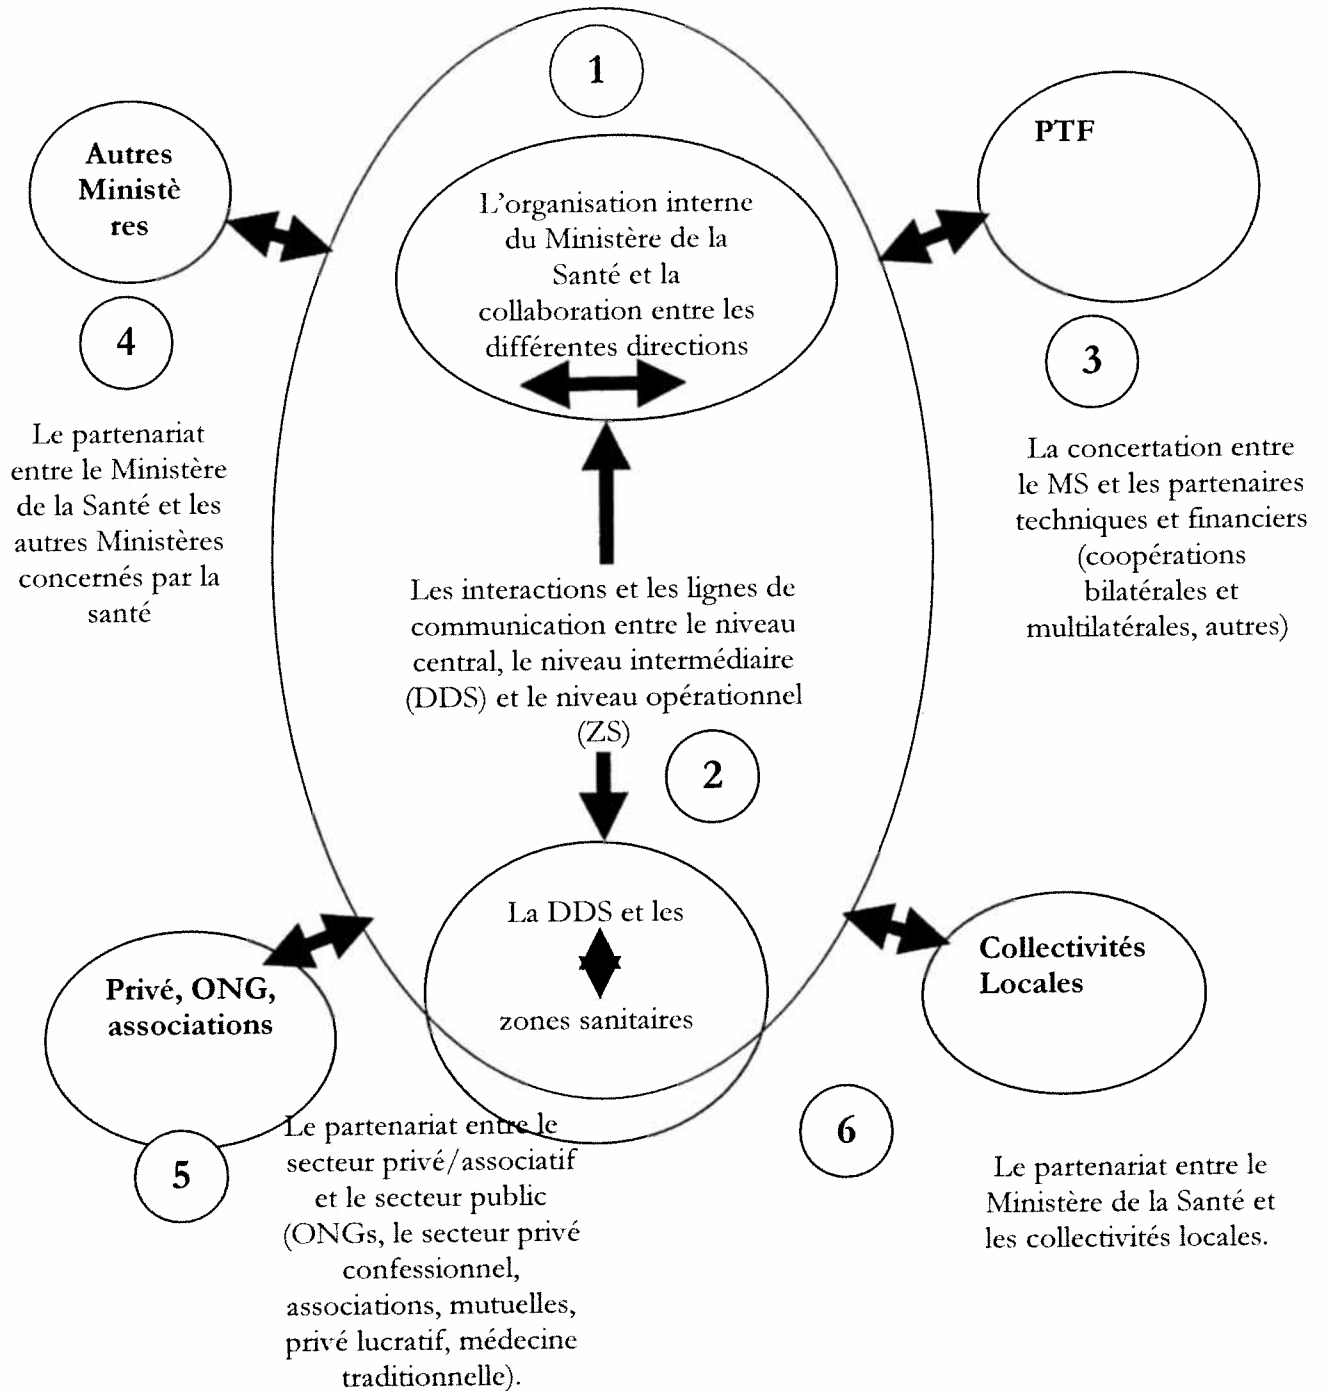 1
Autres
Ministè
res
PTF
L'organisation interne
du Ministère de la
Santé et la
collaboration entre les
différentes directions
4
3
Le partenariat
entre le Ministère
de la Santé et les
autres Ministères
concernés par la
santé
La concertation entre
le MS et les partenaires
techniques et financiers
(coopérations
bilatérales et
multilatérales, autres)
Les interactions et les lignes de
communication entre le niveau
central, le niveau intermédiaire
(DDS) et le niveau opérationnel
(ZS)
2
La DDS et les
zones sanitaires
Privé, ONG,
associations
Collectivités
Locales
5
Le partenariat entre le
secteur privé/associatif
et le secteur public
(ONGs, le secteur privé
confessionnel,
associations, mutuelles,
privé lucratif, médecine
traditionnelle).
6
Le partenariat entre le
Ministère de la Santé et
les collectivités locales.